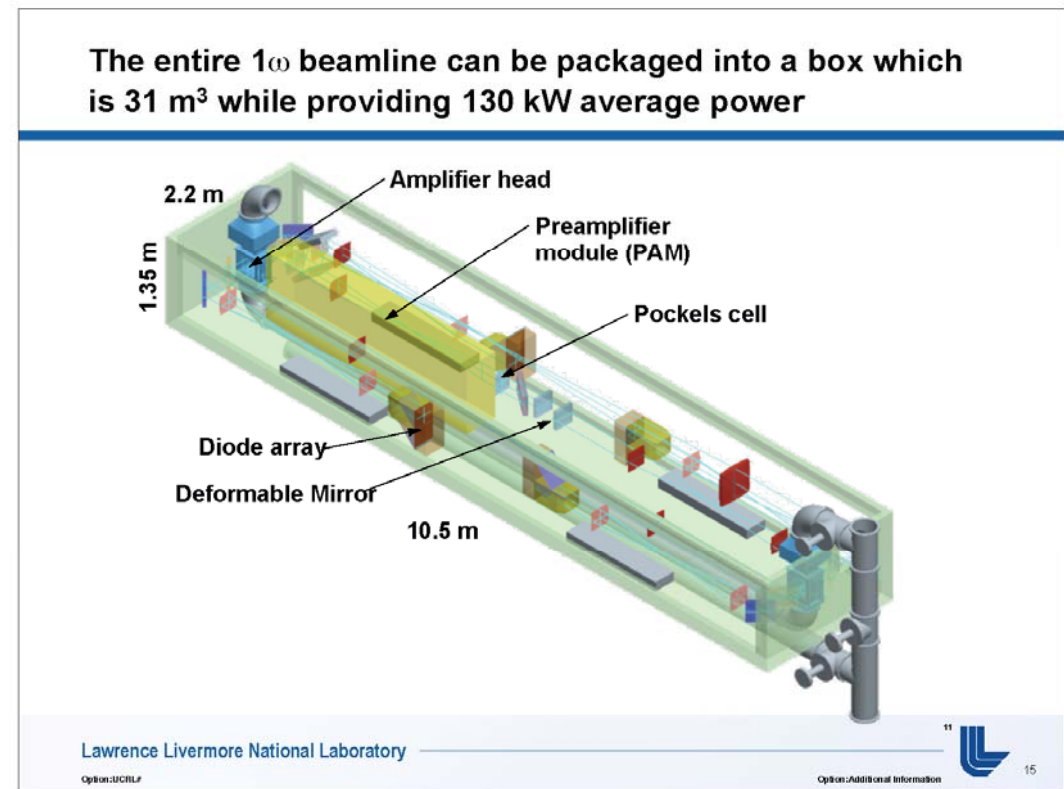 The entire 1ω beamline can be packaged into a box which
is 31 m³ while providing 130 kW average power
2.2 m
Amplifier head
Preamplifier
module (PAM)
1.35 m
Pockels cell
Diode array
Deformable Mirror
10.5 m
Lawrence Livermore National Laboratory
Option:UCRL#
Option:Additional Information
11
15